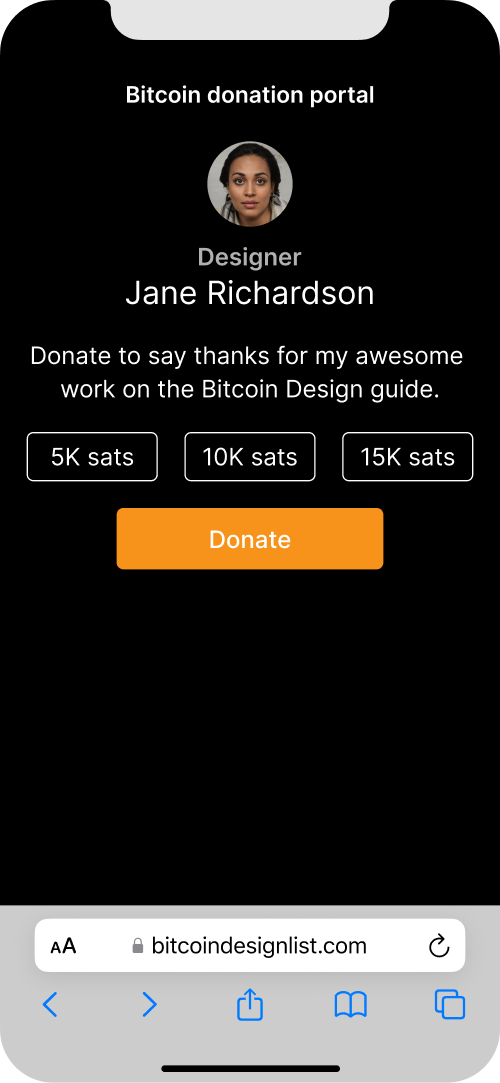 Bitcoin donation portal
Designer
Jane Richardson
Donate to say thanks for my awesome
work on the Bitcoin Design guide.
5K sats 10K sats 15K sats
Donate
AA bitcoindesignlist.com